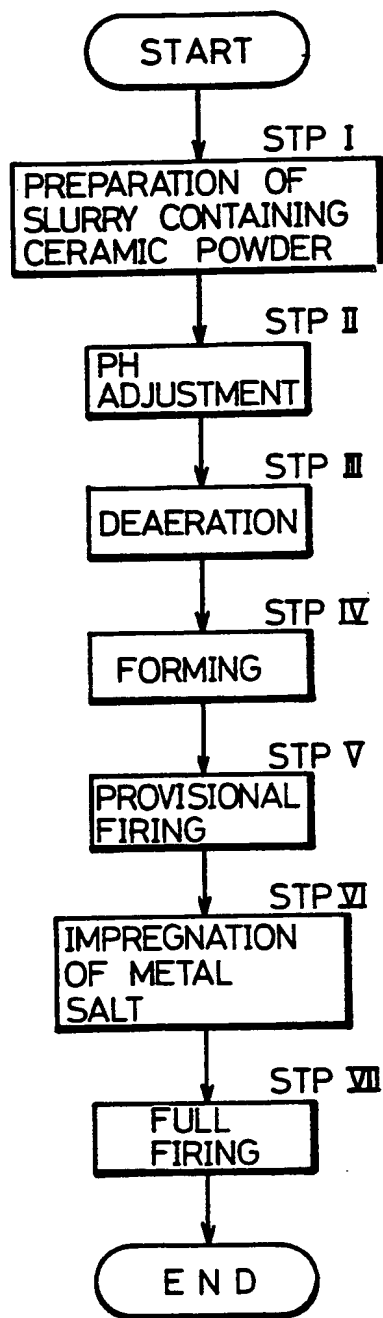 START
STP I
PREPARATION OF
SLURRY CONTAINING
CERAMIC POWDER
STP II
PH
ADJUSTMENT
STP III
DEAERATION
STP IV
FORMING
STP V
PROVISIONAL
FIRING
STP VI
IMPREGNATION
OF METAL
SALT
STP VII
FULL
FIRING
END